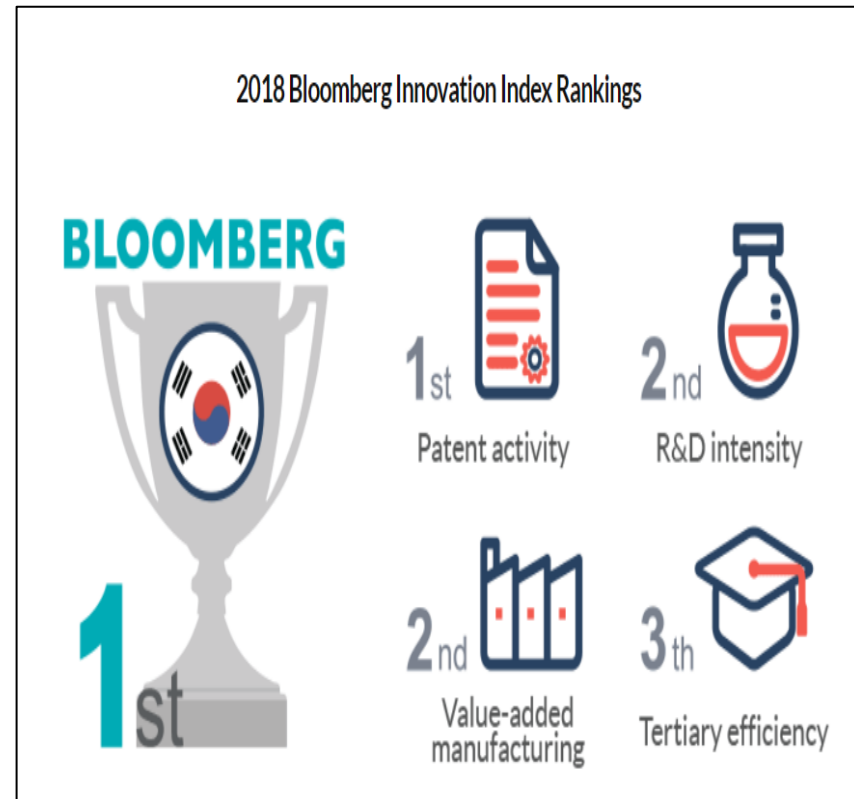 2018 Bloomberg Innovation Index Rankings
BLOOMBERG
1st
1st
Patent activity
2nd
R&D intensity
2nd
Value-added
manufacturing
3th
Tertiary efficiency